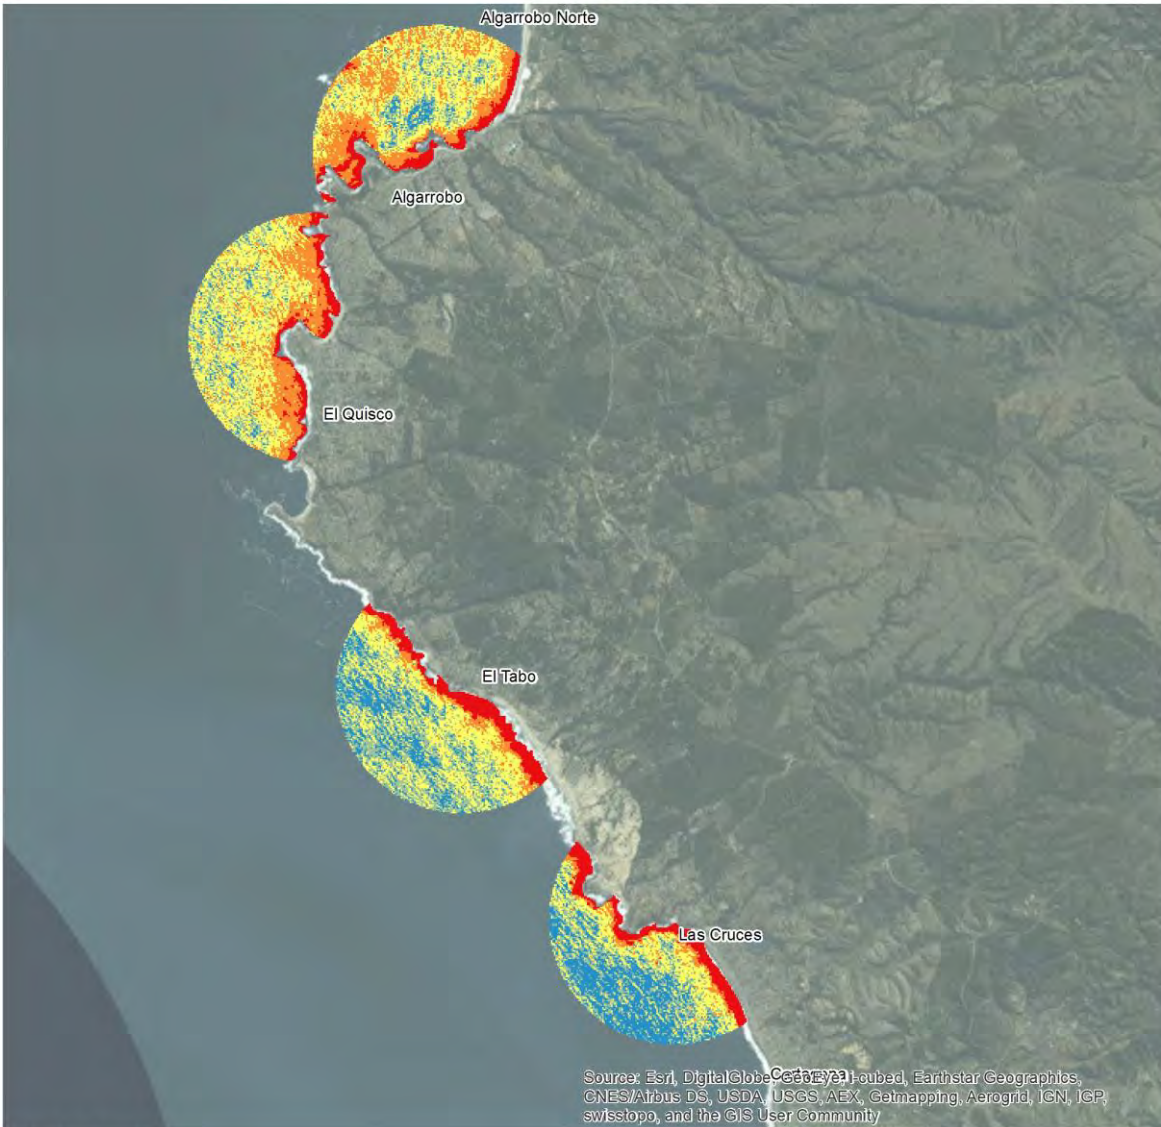 Algarrobo Norte
Algarrobo
El Quisco
El Tabo
Las Cruces
Cartagena
Source: Esri, DigitalGlobe, GeoEye, i-cubed, Earthstar Geographics,
CNES/Airbus DS, USDA, USGS, AEX, Getmapping, Aerogrid, IGN, IGP,
swisstopo, and the GIS User Community